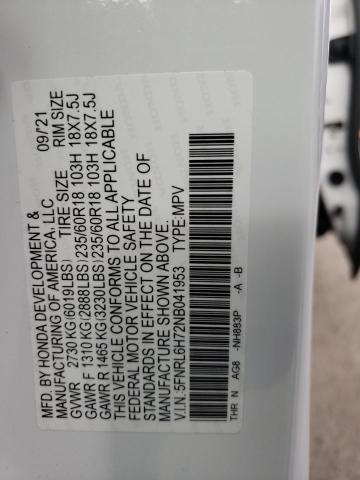 MFD. BY HONDA DEVELOPMENT &
MANUFACTURING OF AMERICA, LLC 09/'21
GVWR 2730 KG(6019LBS) TIRE SIZE RIM SIZE
GAWR F 1310 KG(2888LBS)235/60R18 103H 18X7.5J
GAWR R 1465 KG(3230LBS)235/60R18 103H 18X7.5J
THIS VEHICLE CONFORMS TO ALL APPLICABLE
FEDERAL MOTOR VEHICLE SAFETY
STANDARDS IN EFFECT ON THE DATE OF
MANUFACTURE SHOWN ABOVE.
V.I.N. 5FNRL6H72NB041953 TYPE:MPV
THR N AG8 -NH883P -A -B